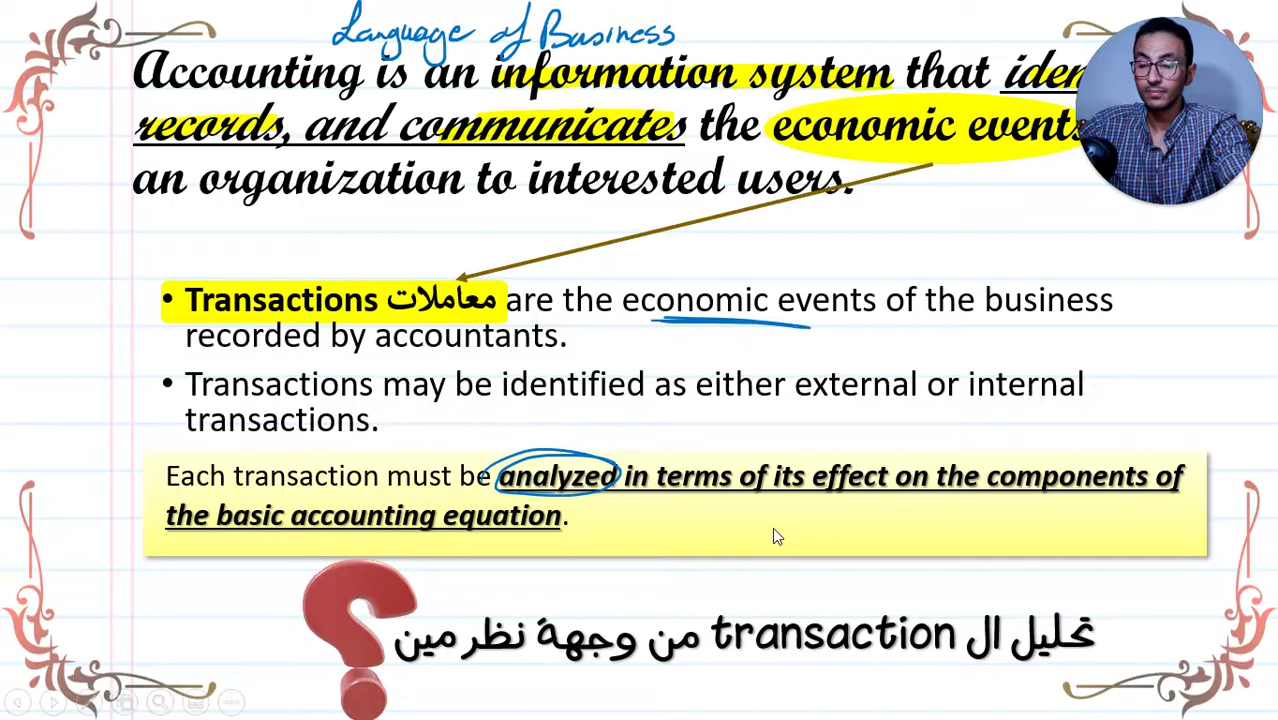 Language of Business
Accounting is an information system that iden
records, and communicates the economic events
an organization to interested users.
• Transactions معاملات are the economic events of the business
recorded by accountants.
• Transactions may be identified as either external or internal
transactions.
Each transaction must be analyzed in terms of its effect on the components of
the basic accounting equation.
تحليل ال transaction من وجهة نظر مين
?